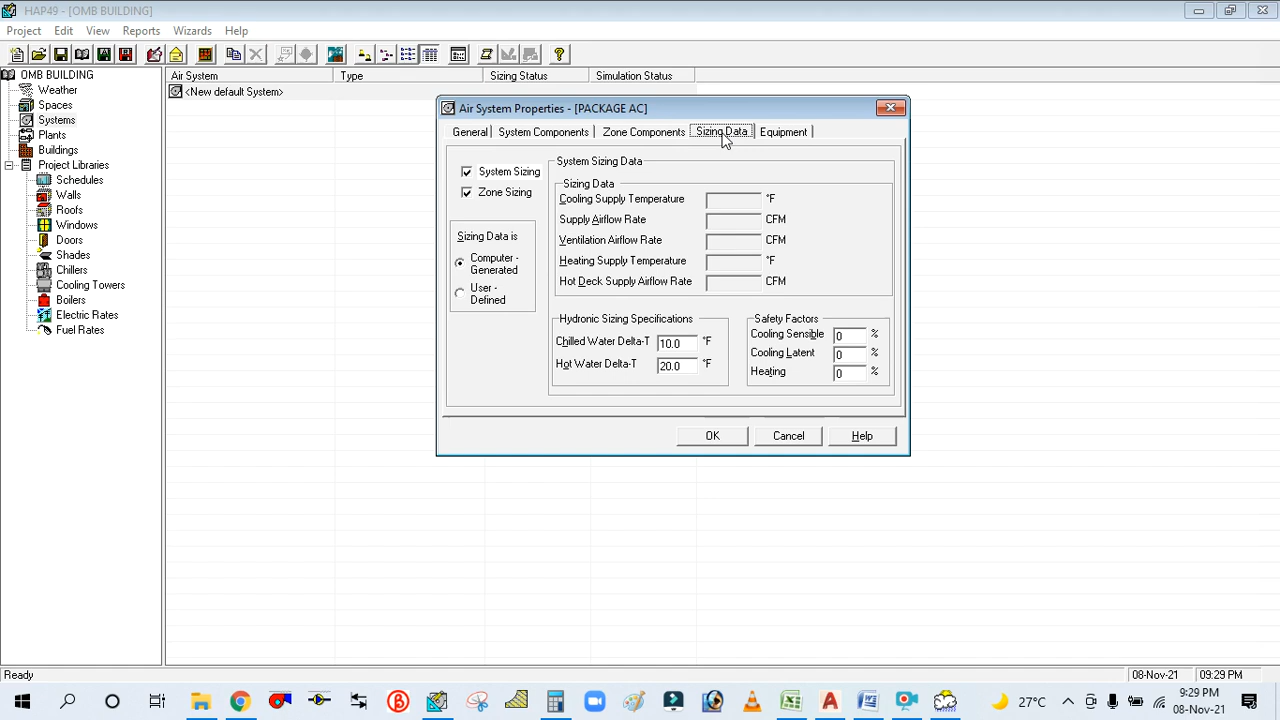 HAP49 - [OMB BUILDING]
Project Edit View Reports Wizards Help
OMB BUILDING
Weather
Spaces
Systems
Plants
Buildings
Project Libraries
Schedules
Walls
Roofs
Windows
Doors
Shades
Chillers
Cooling Towers
Boilers
Electric Rates
Fuel Rates
Air System Type Sizing Status Simulation Status
<New default System>
Air System Properties - [PACKAGE AC]
General System Components Zone Components Sizing Data Equipment
System Sizing
Zone Sizing
Sizing Data is
Computer -
Generated
User -
Defined
System Sizing Data
Sizing Data
Cooling Supply Temperature °F
Supply Airflow Rate CFM
Ventilation Airflow Rate CFM
Heating Supply Temperature °F
Hot Deck Supply Airflow Rate CFM
Hydronic Sizing Specifications
Chilled Water Delta-T 10.0 °F
Hot Water Delta-T 20.0 °F
Safety Factors
Cooling Sensible 0 %
Cooling Latent 0 %
Heating 0 %
OK Cancel Help
Ready 08-Nov-21 09:29 PM
27°C 9:29 PM
08-Nov-21